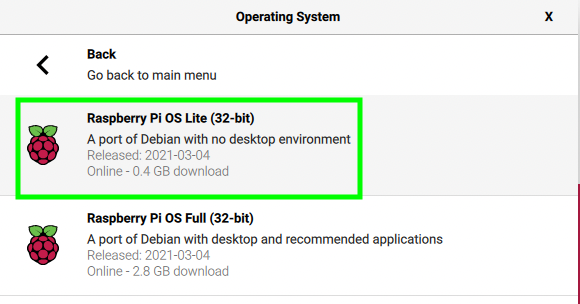 Operating System X
Back
Go back to main menu
Raspberry Pi OS Lite (32-bit)
A port of Debian with no desktop environment
Released: 2021-03-04
Online - 0.4 GB download
Raspberry Pi OS Full (32-bit)
A port of Debian with desktop and recommended applications
Released: 2021-03-04
Online - 2.8 GB download